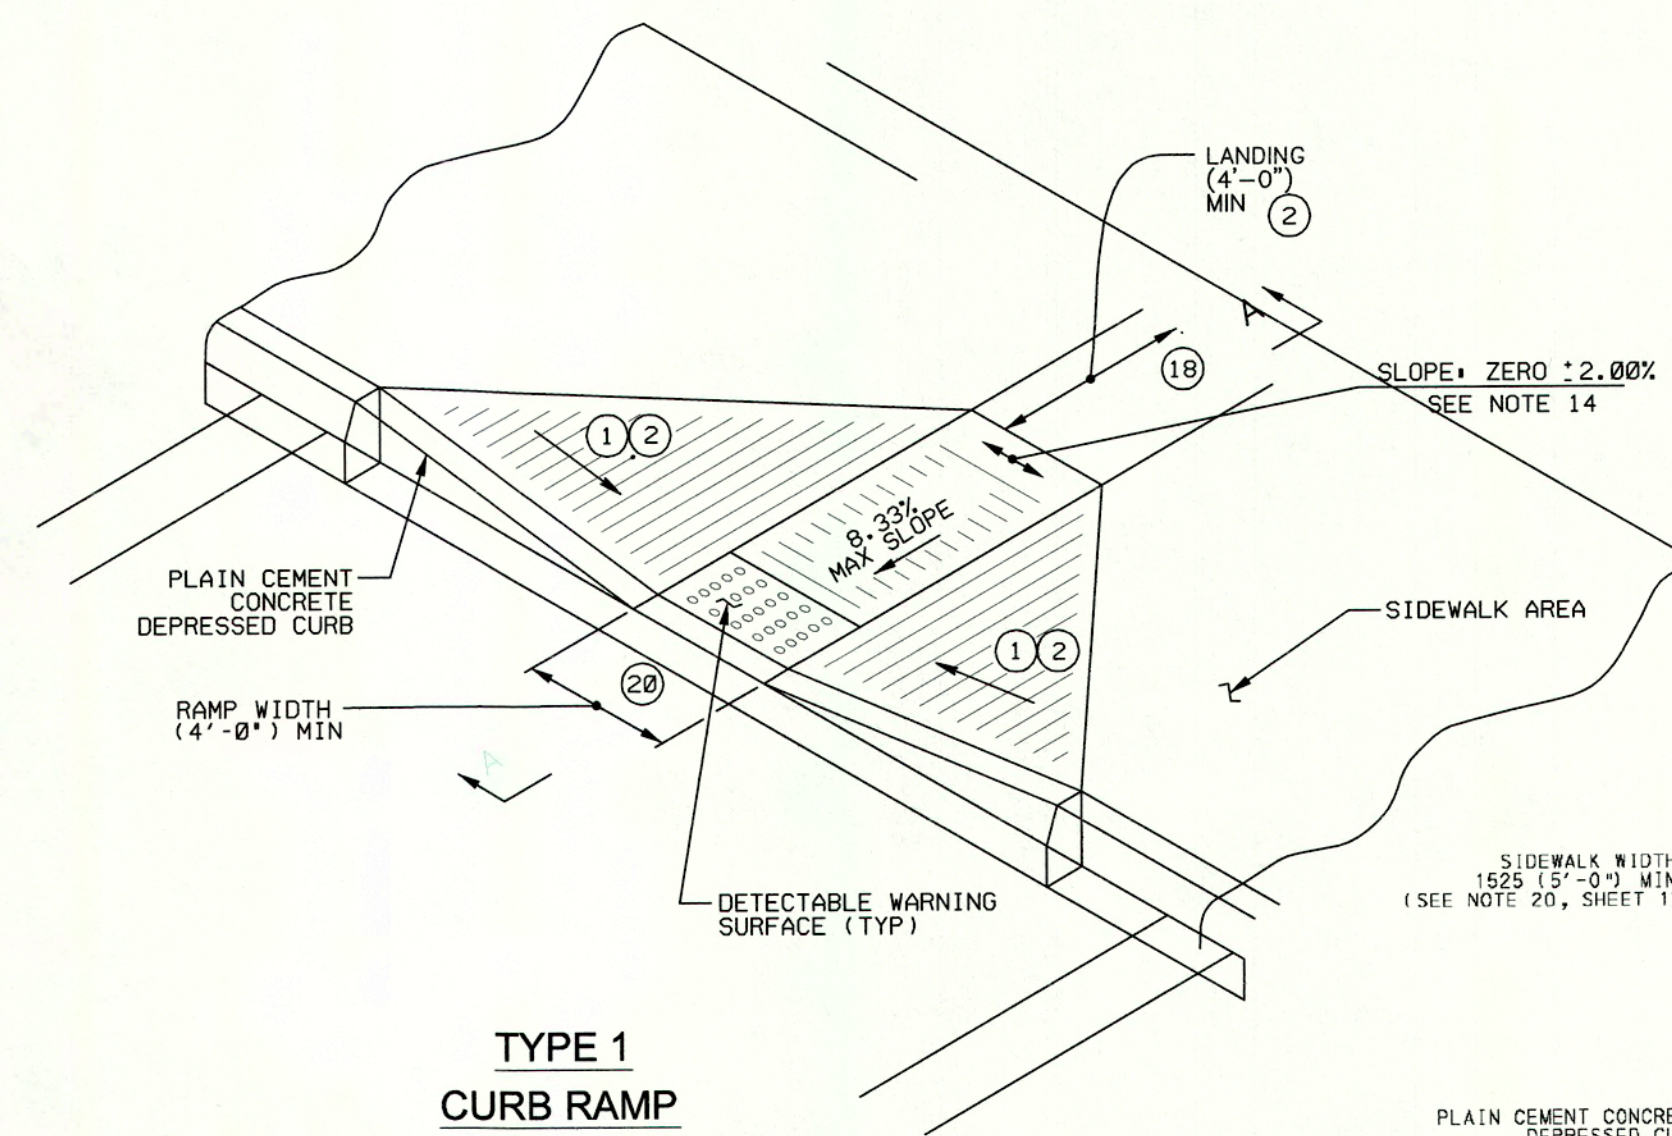 LANDING
(4'-0")
MIN 2
A
18
SLOPE: ZERO ±2.00%
SEE NOTE 14
1 2
8.33%
MAX SLOPE
PLAIN CEMENT
CONCRETE
DEPRESSED CURB
1 2
SIDEWALK AREA
20
RAMP WIDTH
(4'-0") MIN
A
DETECTABLE WARNING
SURFACE (TYP)
SIDEWALK WIDTH
1525 (5'-0") MIN
(SEE NOTE 20, SHEET 1
TYPE 1
CURB RAMP
PLAIN CEMENT CONCRE
DEPRESSED CU